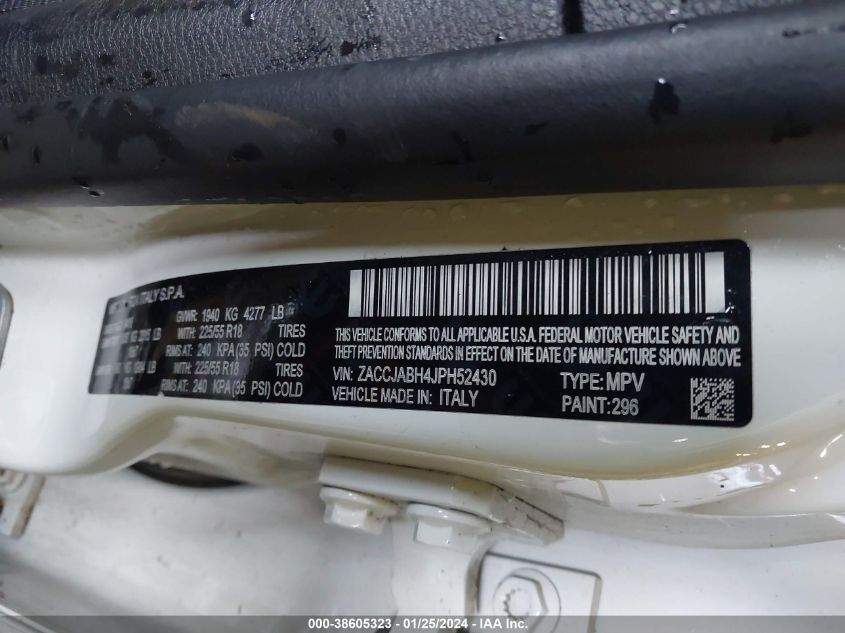 ITALY S.P.A.
GVWR: 1940 KG 4277 LB
WITH: 225/55 R18 TIRES
RIMS AT: 240 KPA (35 PSI) COLD
WITH: 225/55 R18 TIRES
RIMS AT: 240 KPA (35 PSI) COLD
THIS VEHICLE CONFORMS TO ALL APPLICABLE U.S.A. FEDERAL MOTOR VEHICLE SAFETY AND
THEFT PREVENTION STANDARDS IN EFFECT ON THE DATE OF MANUFACTURE SHOWN ABOVE
VIN: ZACCJABH4JPH52430 TYPE: MPV
VEHICLE MADE IN: ITALY PAINT: 296
000-38605323 - 01/25/2024 - IAA Inc.